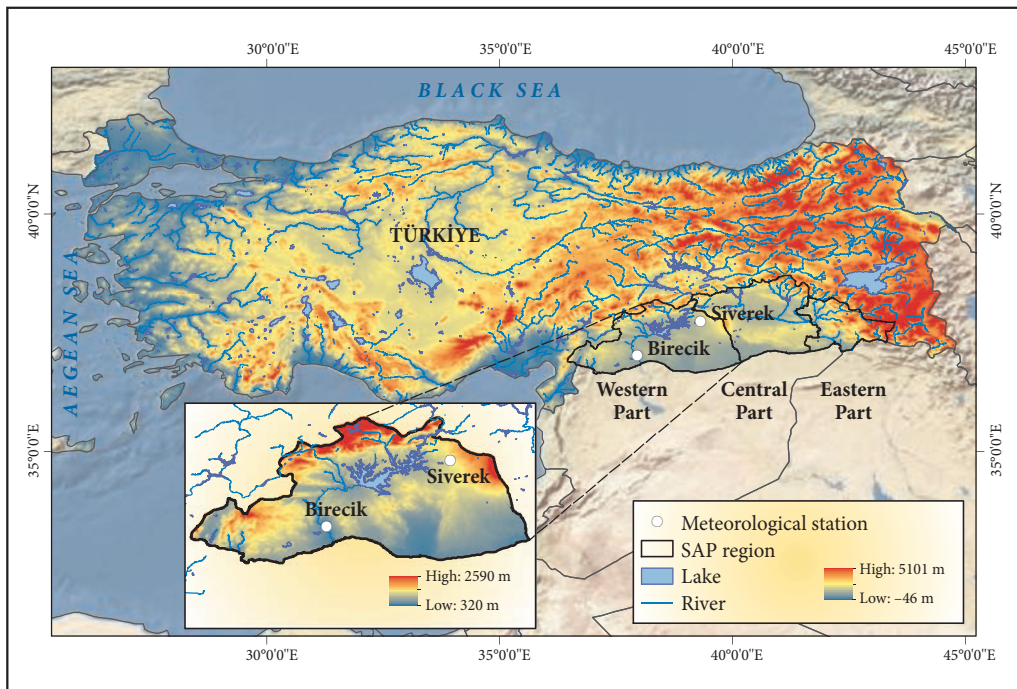 30°0'0"E 35°0'0"E 40°0'0"E 45°0'0"E
BLACK SEA
40°0'0"N
40°0'0"N
TÜRKİYE
AEGEAN SEA
Siverek
Birecik
Western
Part
Central
Part
Eastern
Part
35°0'0"N
35°0'0"N
Siverek
Birecik
High: 2590 m
Low: 320 m
Meteorological station
SAP region
Lake
River
High: 5101 m
Low: –46 m
30°0'0"E 35°0'0"E 40°0'0"E 45°0'0"E